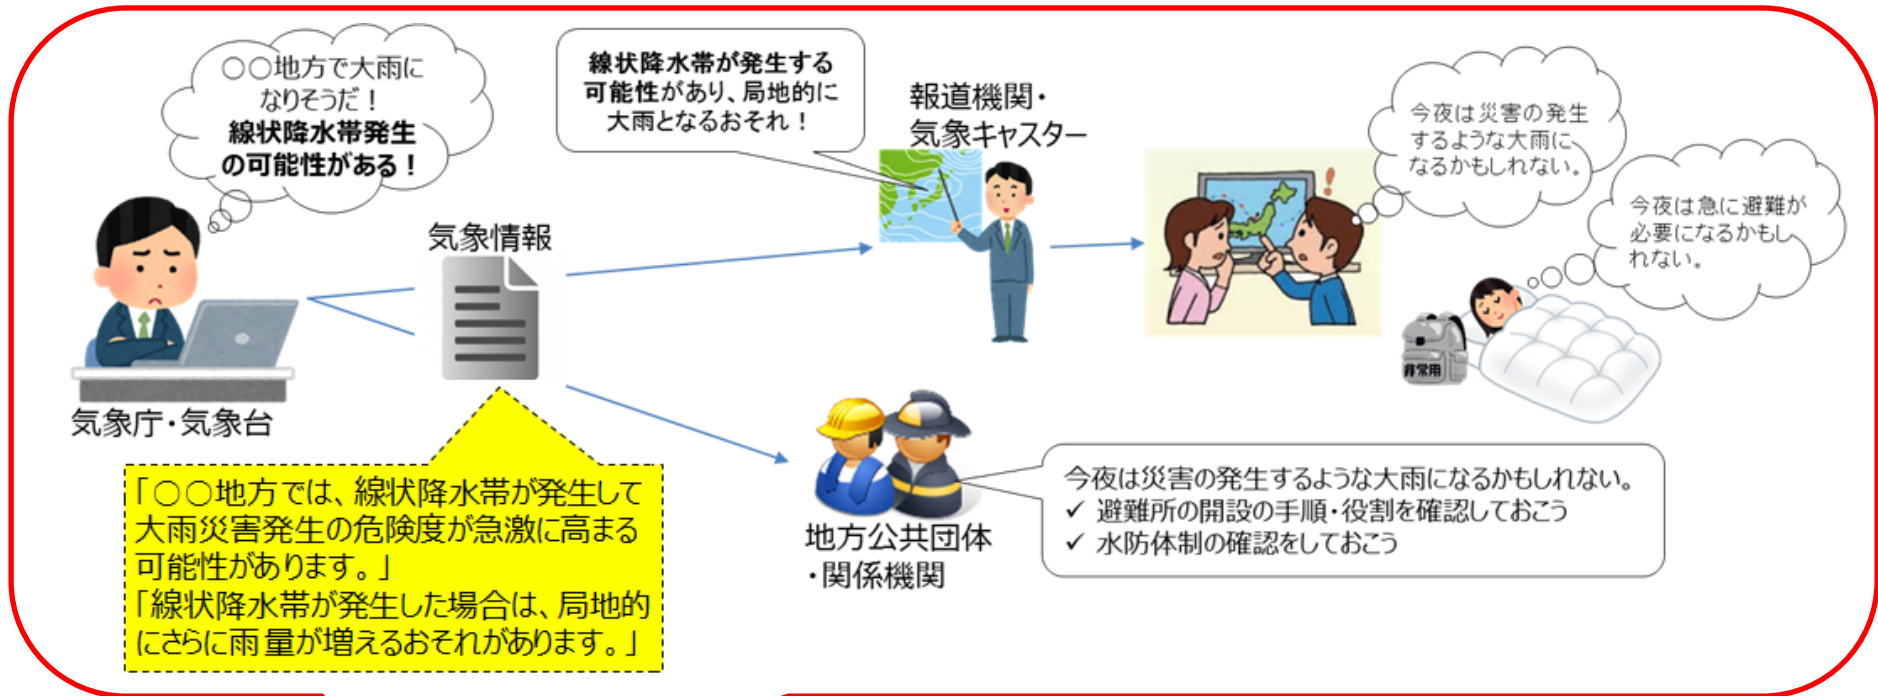 ○○地方で大雨に
なりそうだ！
線状降水帯発生
の可能性がある！
気象庁・気象台
気象情報
「○○地方では、線状降水帯が発生して
大雨災害発生の危険度が急激に高まる
可能性があります。」
「線状降水帯が発生した場合は、局地的
にさらに雨量が増えるおそれがあります。」
線状降水帯が発生する
可能性があり、局地的に
大雨となるおそれ！
報道機関・
気象キャスター
今夜は災害の発生
するような大雨に
なるかもしれない。
今夜は急に避難が
必要になるかもし
れない。
非常用
地方公共団体
・関係機関
今夜は災害の発生するような大雨になるかもしれない。
✓ 避難所の開設の手順・役割を確認しておこう
✓ 水防体制の確認をしておこう